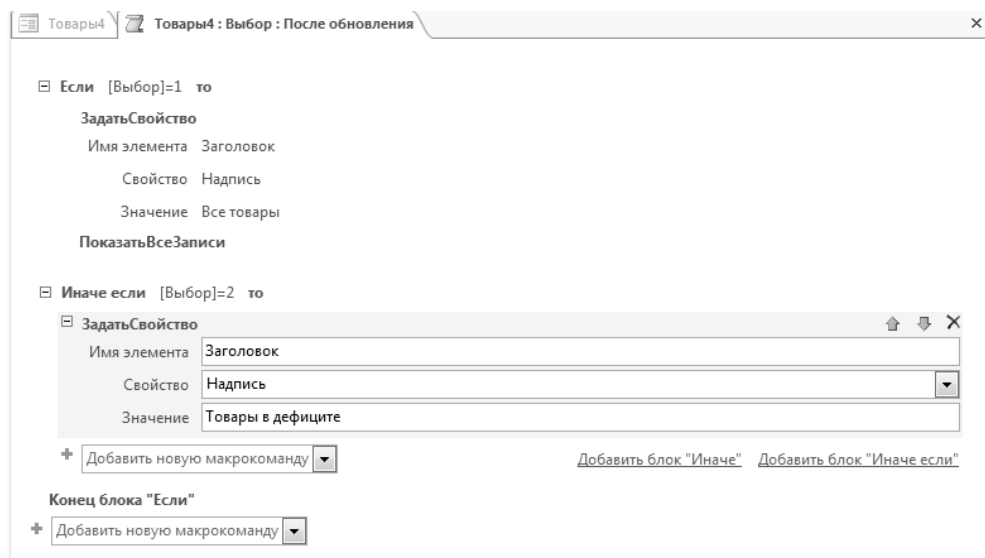 Товары4 Товары4 : Выбор : После обновления
Если [Выбор]=1 то
ЗадатьСвойство
Имя элемента Заголовок
Свойство Надпись
Значение Все товары
ПоказатьВсеЗаписи
Иначе если [Выбор]=2 то
ЗадатьСвойство
Имя элемента Заголовок
Свойство Надпись
Значение Товары в дефиците
Добавить новую макрокоманду Добавить блок "Иначе" Добавить блок "Иначе если"
Конец блока "Если"
Добавить новую макрокоманду